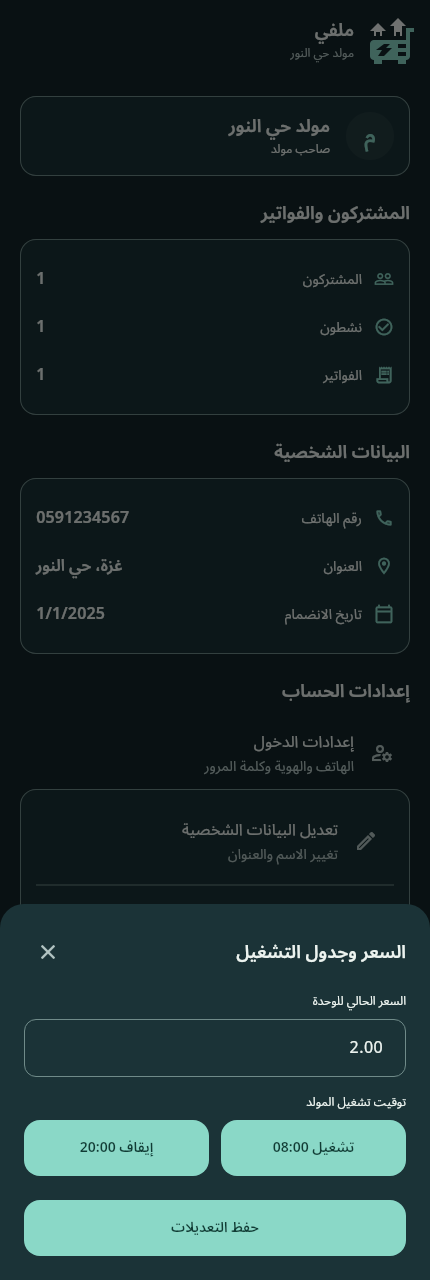 ملفي
مولد حي النور
م
مولد حي النور
صاحب مولد
المشتركون والفواتير
المشتركون 1
نشطون 1
الفواتير 1
البيانات الشخصية
رقم الهاتف 0591234567
العنوان غزة، حي النور
تاريخ الانضمام 1/1/2025
إعدادات الحساب
إعدادات الدخول
الهاتف والهوية وكلمة المرور
تعديل البيانات الشخصية
تغيير الاسم والعنوان
السعر وجدول التشغيل
السعر الحالي للوحدة
2.00
توقيت تشغيل المولد
تشغيل 08:00 إيقاف 20:00
حفظ التعديلات